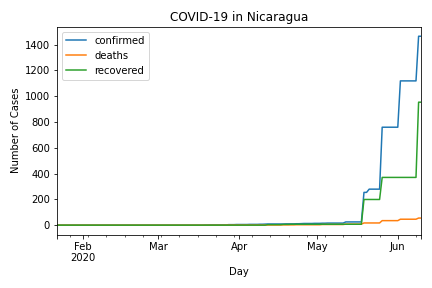 COVID-19 in Nicaragua
confirmed
deaths
recovered
Number of Cases
1400
1200
1000
800
600
400
200
0
Feb
2020
Mar
Apr
May
Jun
Day